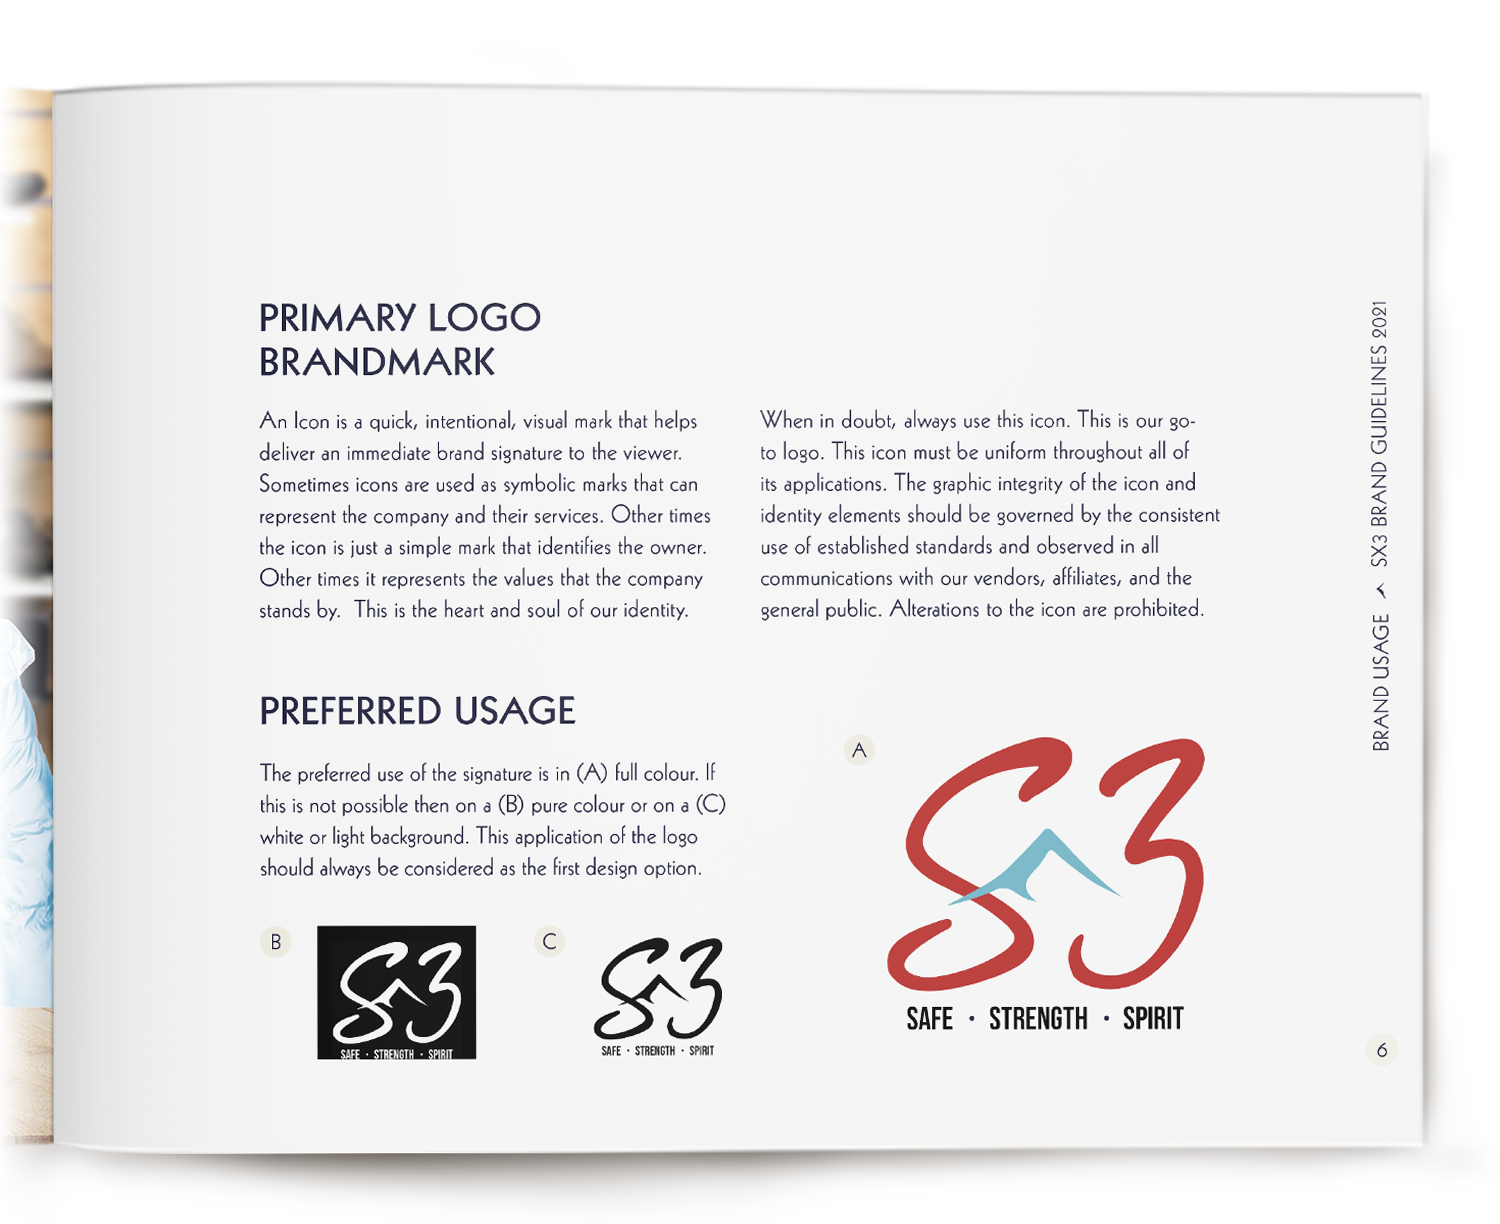 PRIMARY LOGO
BRANDMARK
An Icon is a quick, intentional, visual mark that helps
deliver an immediate brand signature to the viewer.
Sometimes icons are used as symbolic marks that can
represent the company and their services. Other times
the icon is just a simple mark that identifies the owner.
Other times it represents the values that the company
stands by.  This is the heart and soul of our identity.
When in doubt, always use this icon. This is our go-
to logo. This icon must be uniform throughout all of
its applications. The graphic integrity of the icon and
identity elements should be governed by the consistent
use of established standards and observed in all
communications with our vendors, affiliates, and the
general public. Alterations to the icon are prohibited.
PREFERRED USAGE
The preferred use of the signature is in (A) full colour. If
this is not possible then on a (B) pure colour or on a (C)
white or light background. This application of the logo
should always be considered as the first design option.
B
S3
SAFE · STRENGTH · SPIRIT
C
S3
SAFE · STRENGTH · SPIRIT
A
S3
SAFE · STRENGTH · SPIRIT
BRAND USAGE SX3 BRAND GUIDELINES 2021
6